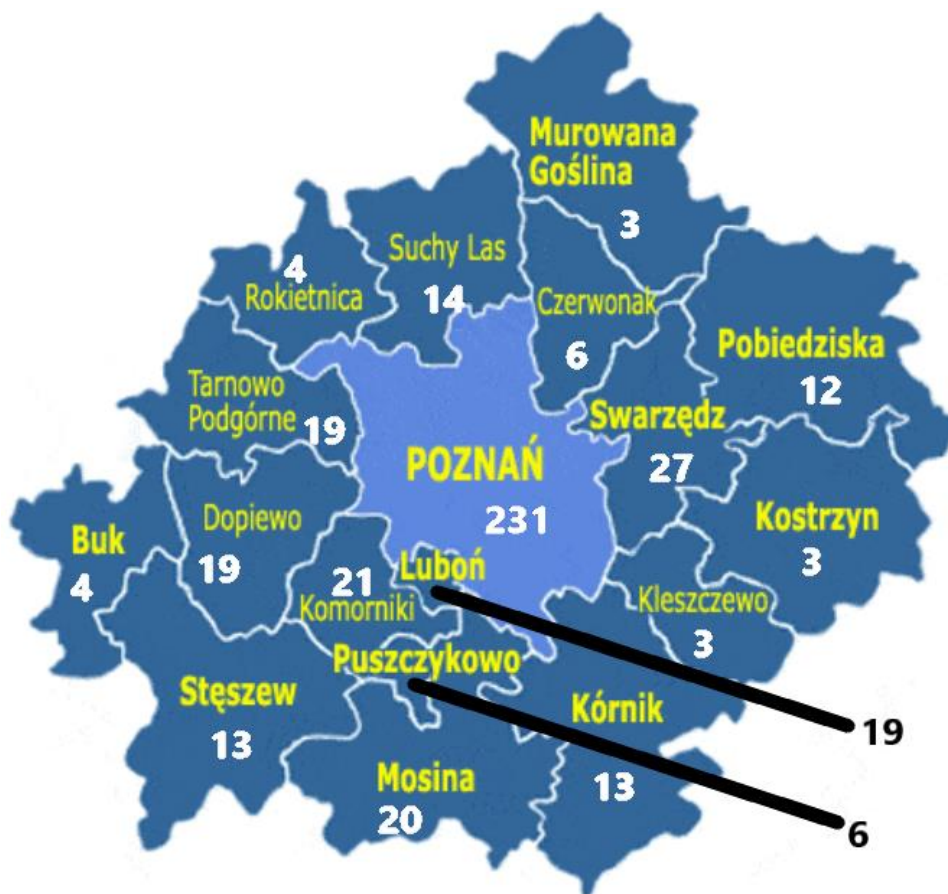 Murowana
Goślina
3
Suchy Las
14
4
Rokietnica
Czerwonak
6
Pobiedziska
12
Tarnowo
Podgórne
19
Swarzędz
27
POZNAŃ
231
Kostrzyn
3
Buk
4
Dopiewo
19
21
Komorniki
Luboń
Kleszczewo
3
Puszczykowo
Stęszew
13
Kórnik
13
19
Mosina
20
6